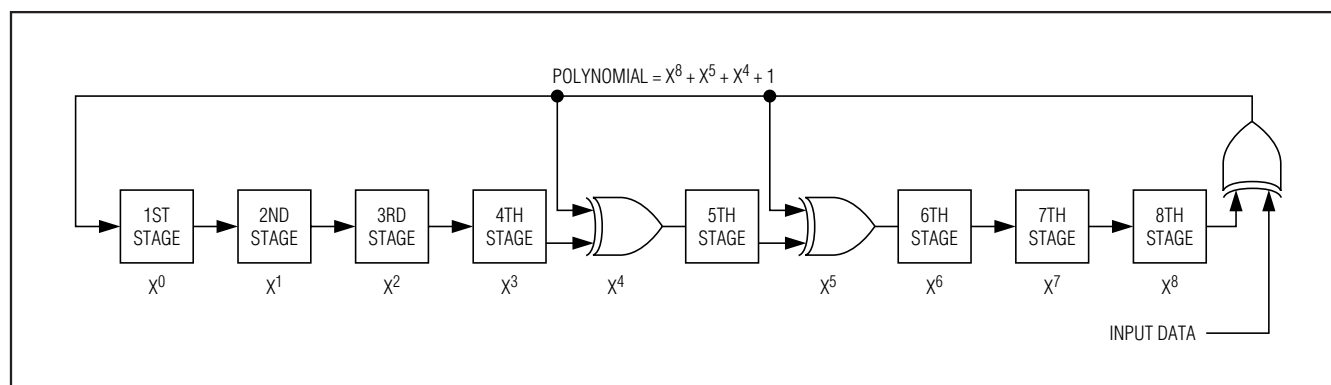 POLYNOMIAL = X⁸ + X⁵ + X⁴ + 1
1ST
STAGE
2ND
STAGE
3RD
STAGE
4TH
STAGE
5TH
STAGE
6TH
STAGE
7TH
STAGE
8TH
STAGE
X⁰
X¹
X²
X³
X⁴
X⁵
X⁶
X⁷
X⁸
INPUT DATA